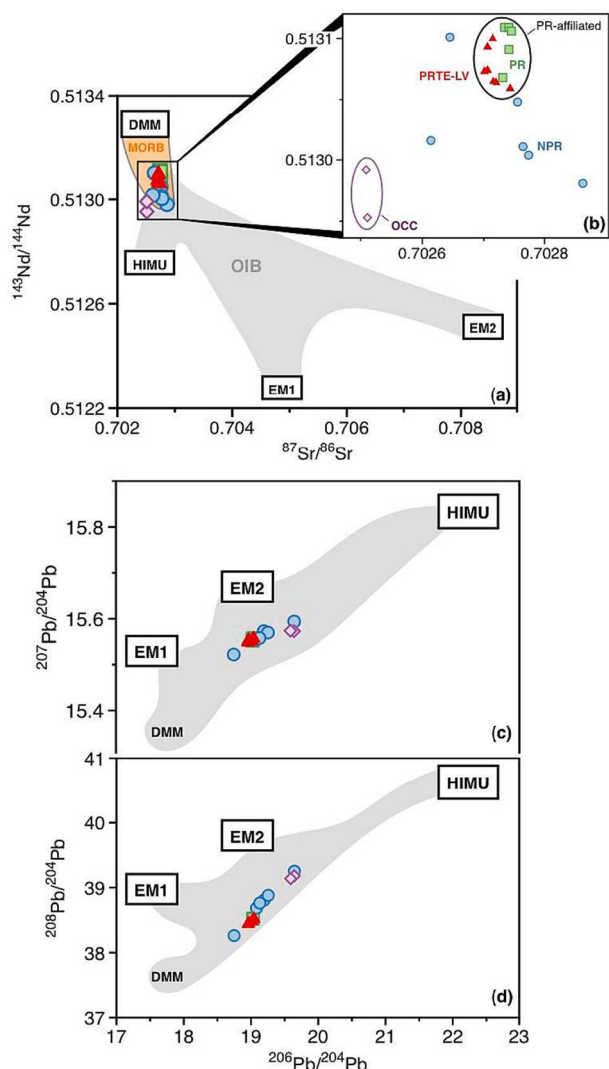 (b)
0.5131
PR-affiliated
PRTE-LV
PR
NPR
0.5130
OCC
0.7026
0.7028
(a)
0.5134
DMM
MORB
0.5130
HIMU
OIB
0.5126
EM2
EM1
0.5122
0.702
0.704
0.706
0.708
143Nd/144Nd
87Sr/86Sr
HIMU
15.8
EM2
15.6
EM1
15.4
DMM
(c)
207Pb/204Pb
41
HIMU
40
EM2
EM1
39
38
DMM
(d)
37
208Pb/204Pb
17
18
19
20
21
22
23
206Pb/204Pb